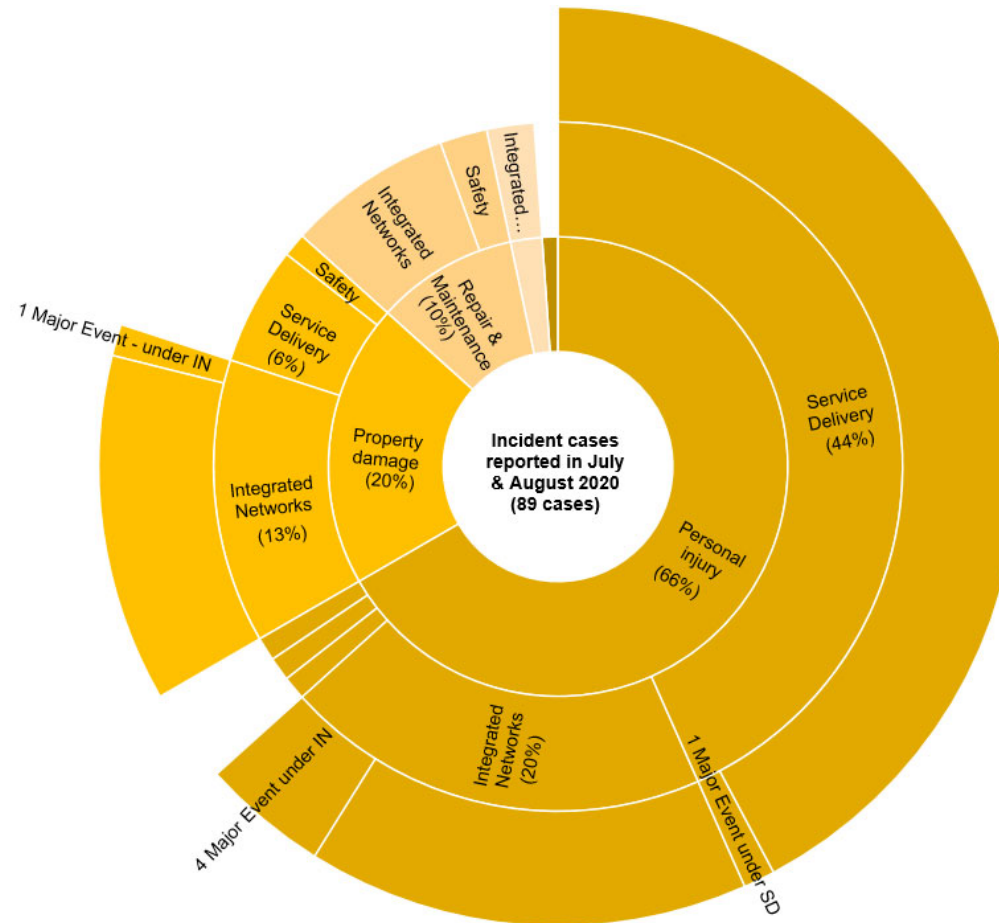 Incident cases
reported in July
& August 2020
(89 cases)
Personal
injury
(66%)
Service
Delivery
(44%)
1 Major Event under SD
Integrated
Networks
(20%)
4 Major Event under IN
Property
damage
(20%)
Integrated
Networks
(13%)
1 Major Event - under IN
Service
Delivery
(6%)
Safety
Repair &
Maintenance
(10%)
Integrated
Networks
Safety
Integrated...